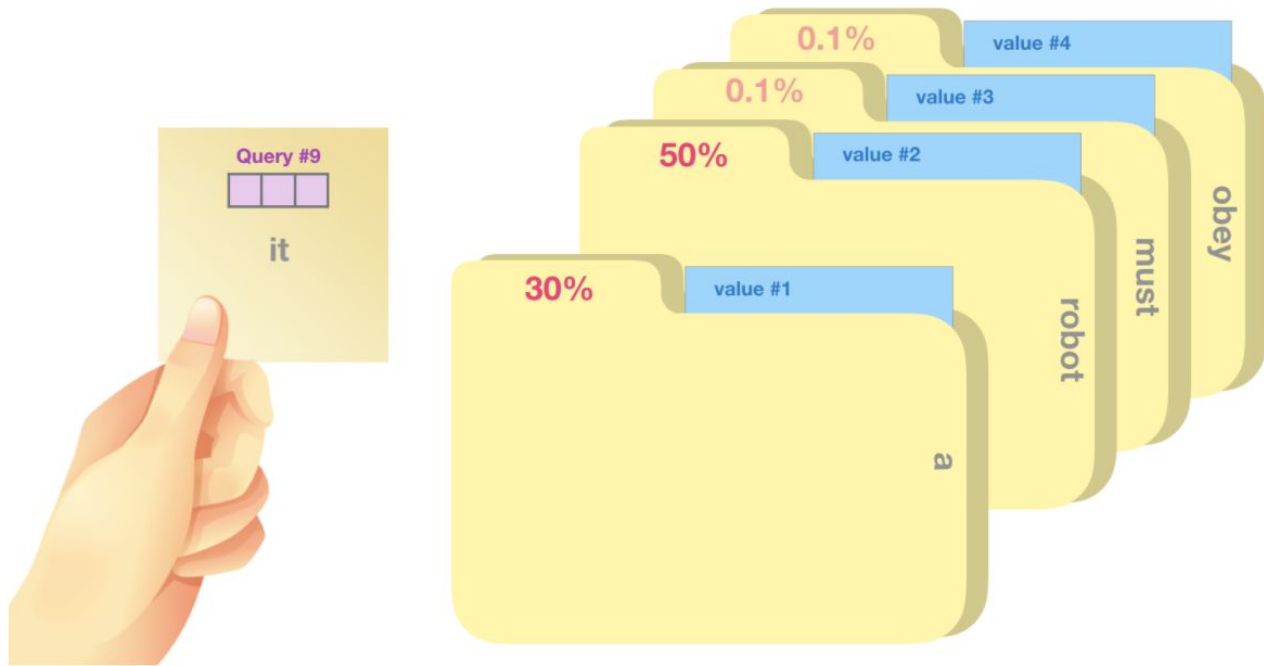 Query #9
it
0.1%
value #4
obey
0.1%
value #3
must
50%
value #2
robot
30%
value #1
a